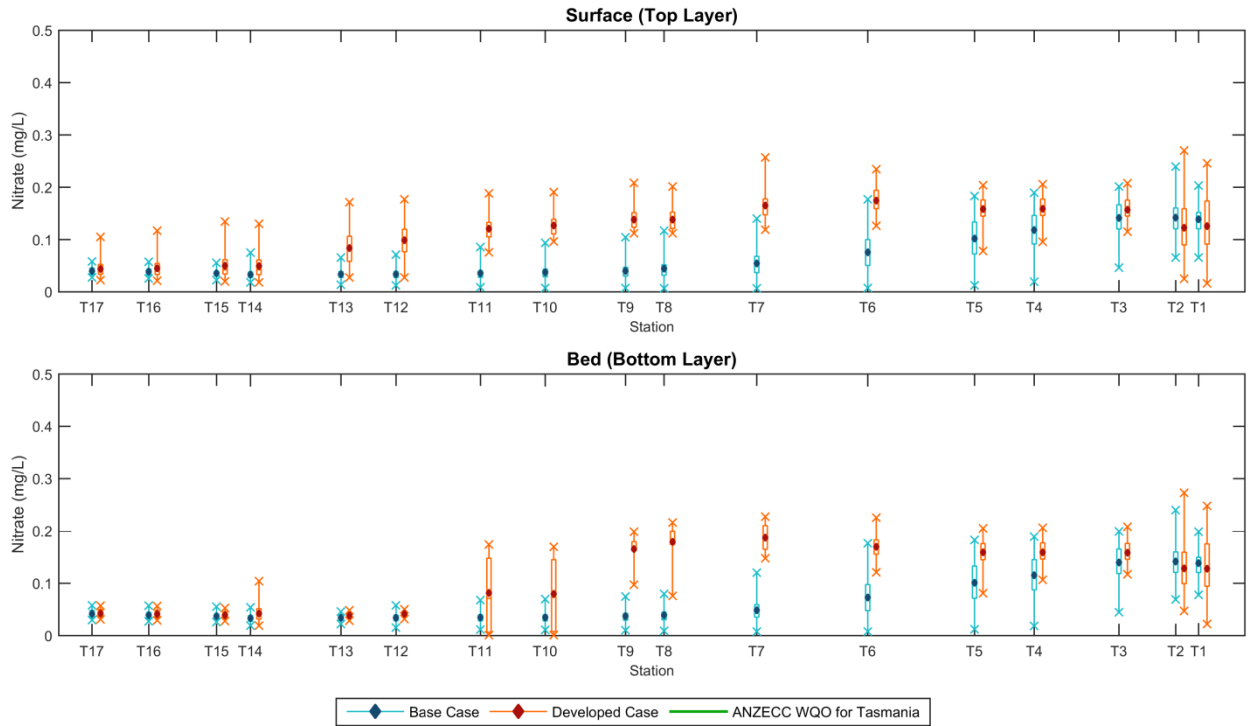 Surface (Top Layer)
0.5
0.4
0.3
0.2
0.1
0
Nitrate (mg/L)
T17 T16 T15 T14 T13 T12 T11 T10 T9 T8 T7 T6 T5 T4 T3 T2 T1
Station
Bed (Bottom Layer)
0.5
0.4
0.3
0.2
0.1
0
Nitrate (mg/L)
T17 T16 T15 T14 T13 T12 T11 T10 T9 T8 T7 T6 T5 T4 T3 T2 T1
Station
Base Case Developed Case ANZECC WQO for Tasmania